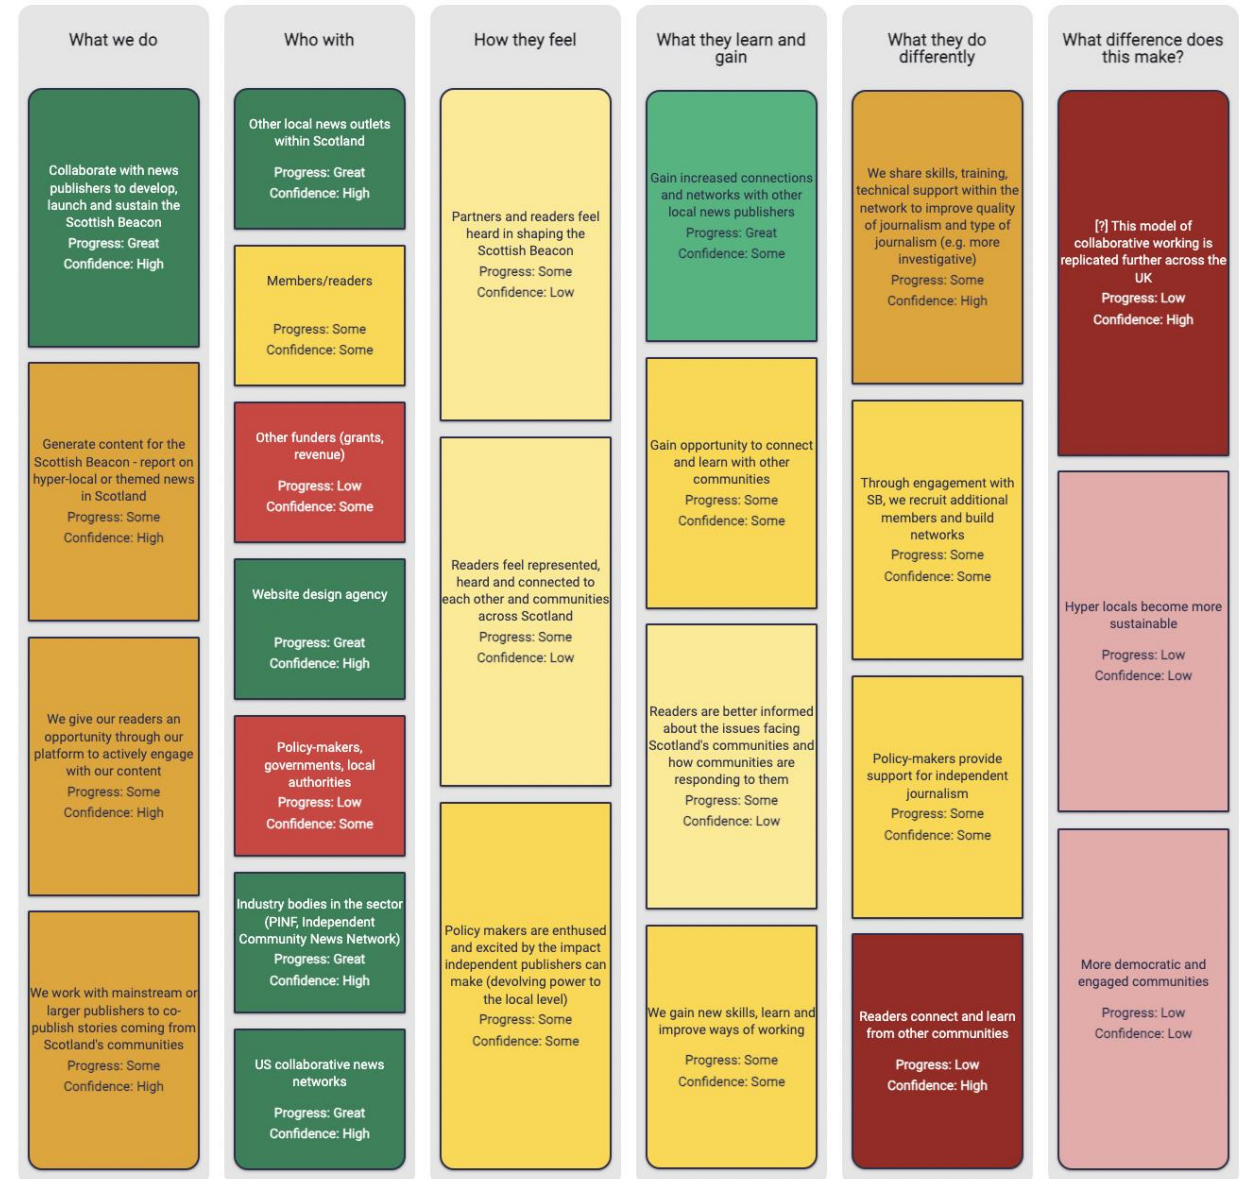 What we do
Collaborate with news
publishers to develop,
launch and sustain the
Scottish Beacon
Progress: Great
Confidence: High
Generate content for the
Scottish Beacon - report on
hyper-local or themed news
in Scotland
Progress: Some
Confidence: High
We give our readers an
opportunity through our
platform to actively engage
with our content
Progress: Some
Confidence: High
We work with mainstream or
larger publishers to co-
publish stories coming from
Scotland's communities
Progress: Some
Confidence: High
Who with
Other local news outlets
within Scotland
Progress: Great
Confidence: High
Members/readers
Progress: Some
Confidence: Some
Other funders (grants,
revenue)
Progress: Low
Confidence: Some
Website design agency
Progress: Great
Confidence: High
Policy-makers,
governments, local
authorities
Progress: Low
Confidence: Some
Industry bodies in the sector
(PINF, Independent
Community News Network)
Progress: Great
Confidence: High
US collaborative news
networks
Progress: Great
Confidence: High
How they feel
Partners and readers feel
heard in shaping the
Scottish Beacon
Progress: Some
Confidence: Low
Readers feel represented,
heard and connected to
each other and communities
across Scotland
Progress: Some
Confidence: Low
Policy makers are enthused
and excited by the impact
independent publishers can
make (devolving power to
the local level)
Progress: Some
Confidence: Some
What they learn and
gain
Gain increased connections
and networks with other
local news publishers
Progress: Great
Confidence: Some
Gain opportunity to connect
and learn with other
communities
Progress: Some
Confidence: Some
Readers are better informed
about the issues facing
Scotland's communities and
how communities are
responding to them
Progress: Some
Confidence: Low
We gain new skills, learn and
improve ways of working
Progress: Some
Confidence: Some
What they do
differently
We share skills, training,
technical support within the
network to improve quality
of journalism and type of
journalism (e.g. more
investigative)
Progress: Some
Confidence: High
Through engagement with
SB, we recruit additional
members and build
networks
Progress: Some
Confidence: Some
Policy-makers provide
support for independent
journalism
Progress: Some
Confidence: Some
Readers connect and learn
from other communities
Progress: Low
Confidence: High
What difference does
this make?
[?] This model of
collaborative working is
replicated further across the
UK
Progress: Low
Confidence: High
Hyper locals become more
sustainable
Progress: Low
Confidence: Low
More democratic and
engaged communities
Progress: Low
Confidence: Low